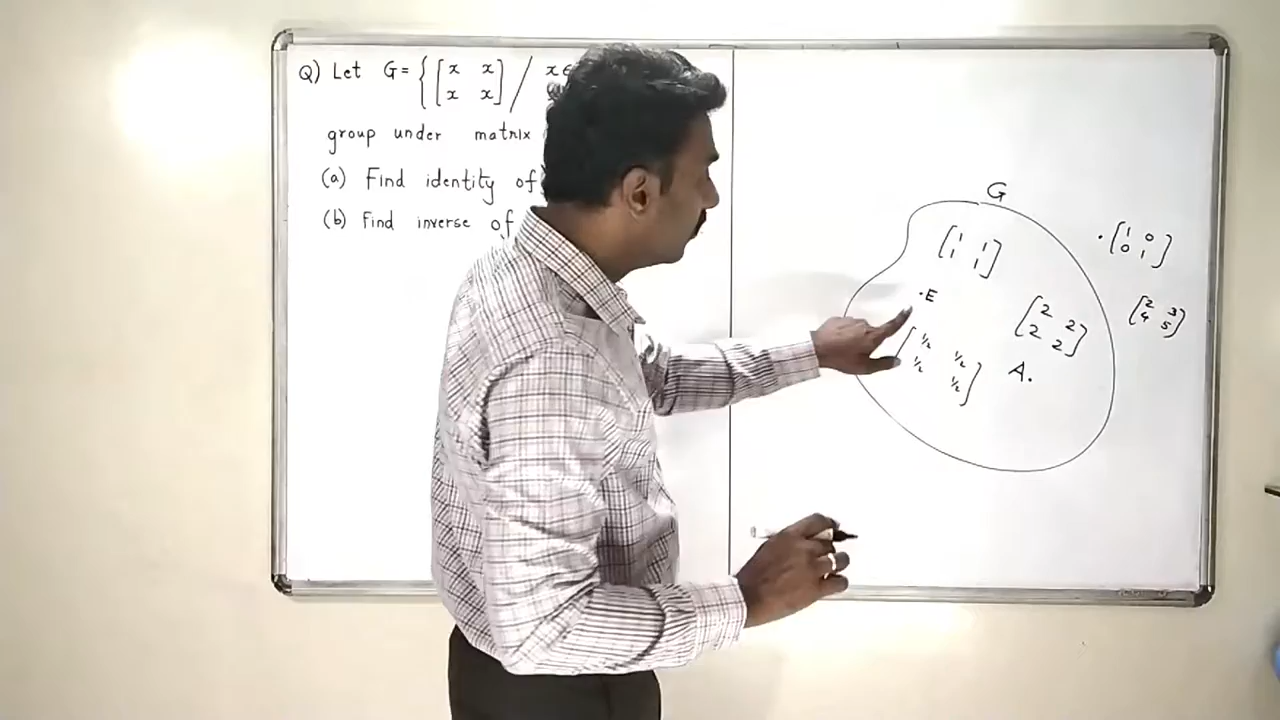 Q) Let G = { [ x x / x∈
x x ]
group under matrix
(a) Find identity of
(b) Find inverse of
G
[ 1 1
1 1 ]
. [ 1 0
0 1 ]
. E
[ 2 2
2 2 ]
[ 2 3
4 5 ]
[ 1/2 1/2
1/2 1/2 ]
A .